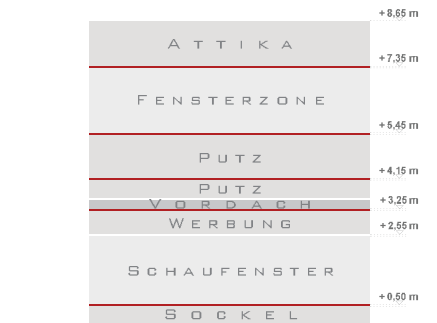 + 8,65 m
ATTIKA
+ 7,35 m
FENSTERZONE
+ 5,45 m
PUTZ
+ 4,15 m
PUTZ
+ 3,25 m
VORDACH
WERBUNG
+ 2,55 m
SCHAUFENSTER
+ 0,50 m
SOCKEL